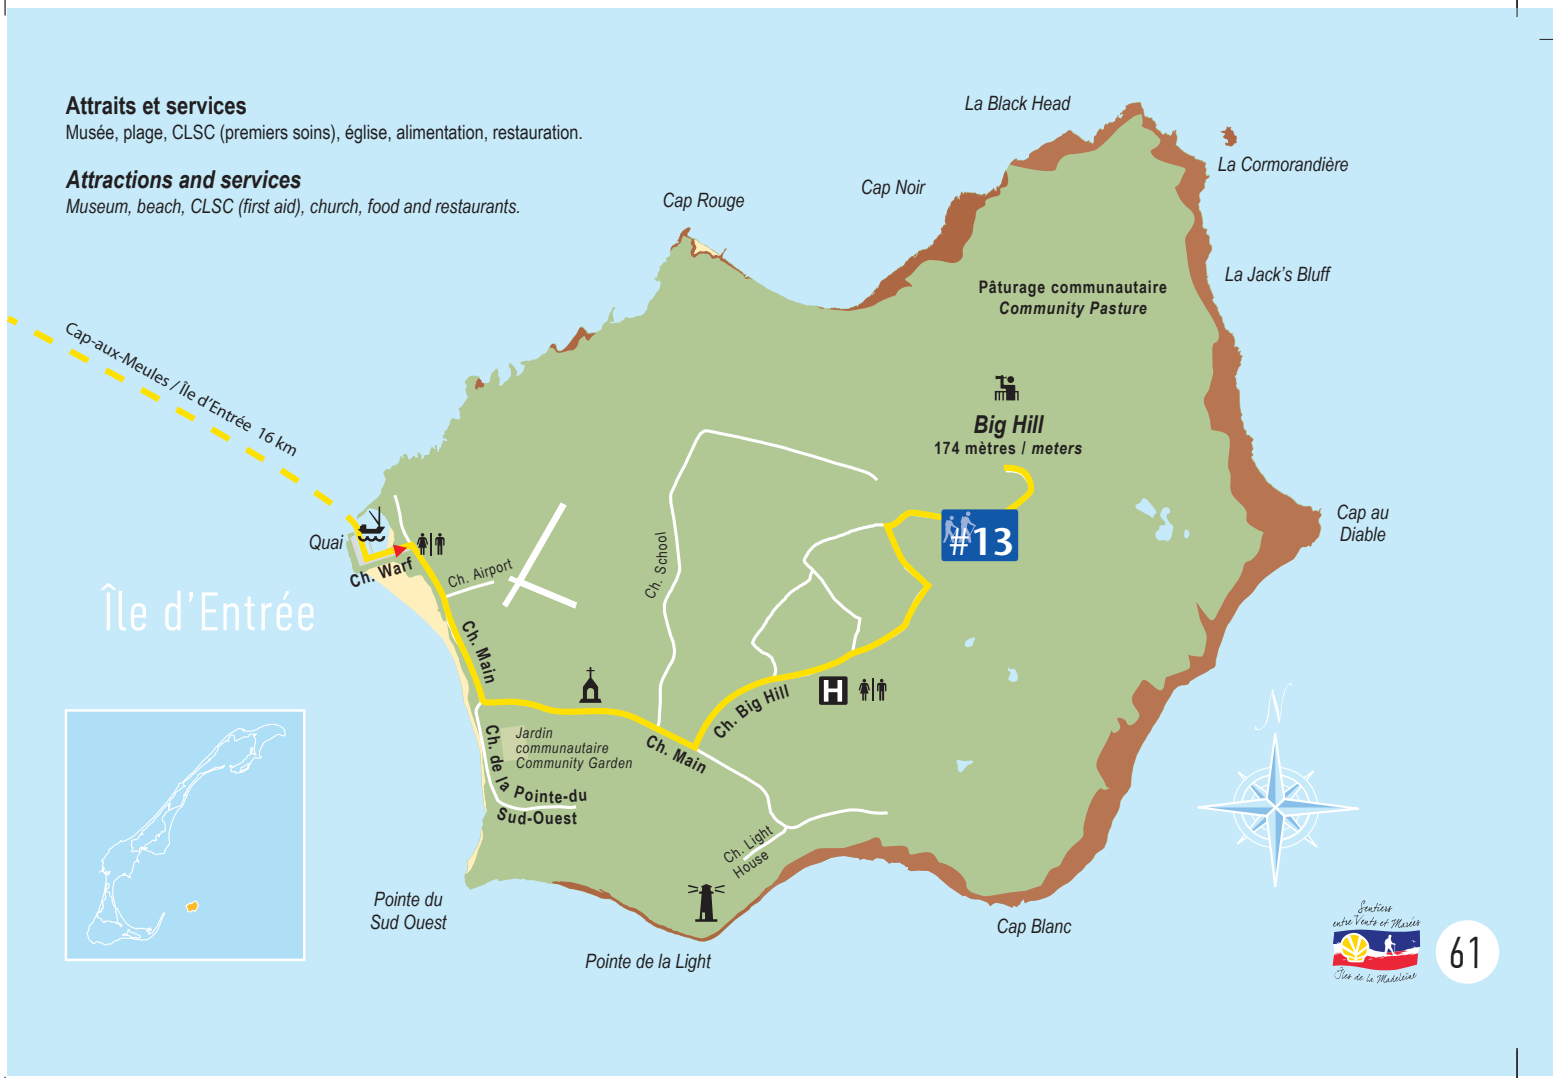 Attraits et services
Musée, plage, CLSC (premiers soins), église, alimentation, restauration.
Attractions and services
Museum, beach, CLSC (first aid), church, food and restaurants.
La Black Head
La Cormorandière
Cap Noir
Cap Rouge
La Jack's Bluff
Pâturage communautaire
Community Pasture
Cap-aux-Meules / Île d'Entrée 16 km
Big Hill
174 mètres / meters
#13
Cap au
Diable
Quai
Ch. Warf
Ch. Airport
Ch. School
Île d'Entrée
Ch. Main
Ch. Big Hill
H
Ch. Main
Jardin
communautaire
Community Garden
Ch. de la Pointe-du
Sud-Ouest
Ch. Light
House
N
Pointe du
Sud Ouest
Cap Blanc
Pointe de la Light
Sentiers
entre Vents et Marées
Îles de la Madeleine
61